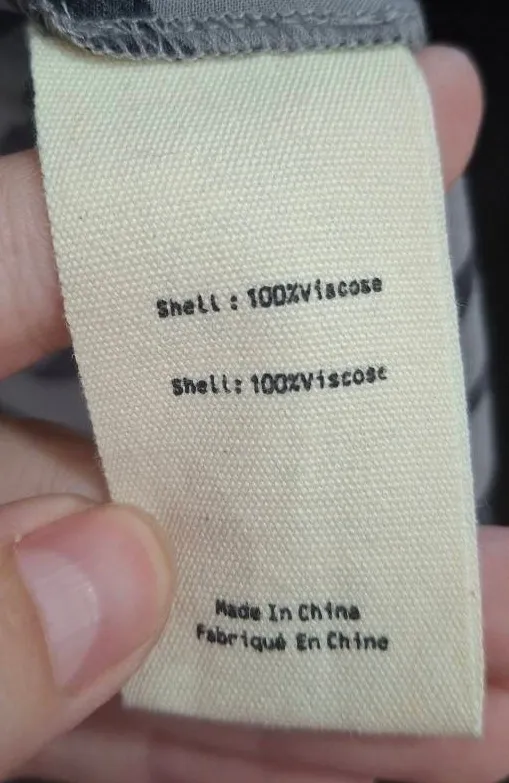 Shell : 100%Viscose
Shell: 100%Viscose
Made In China
Fabriqué En Chine